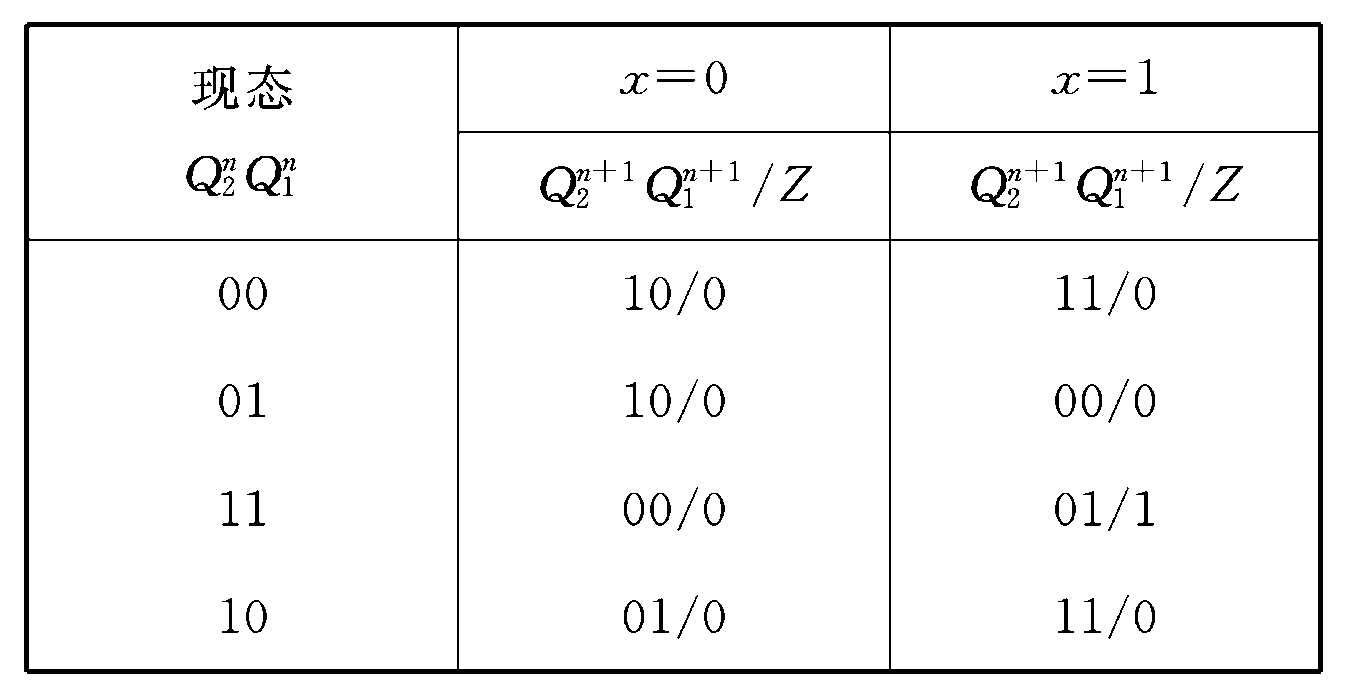 现态 x=0 x=1
Q₂ⁿQ₁ⁿ Q₂ⁿ⁺¹Q₁ⁿ⁺¹/Z Q₂ⁿ⁺¹Q₁ⁿ⁺¹/Z
00 10/0 11/0
01 10/0 00/0
11 00/0 01/1
10 01/0 11/0